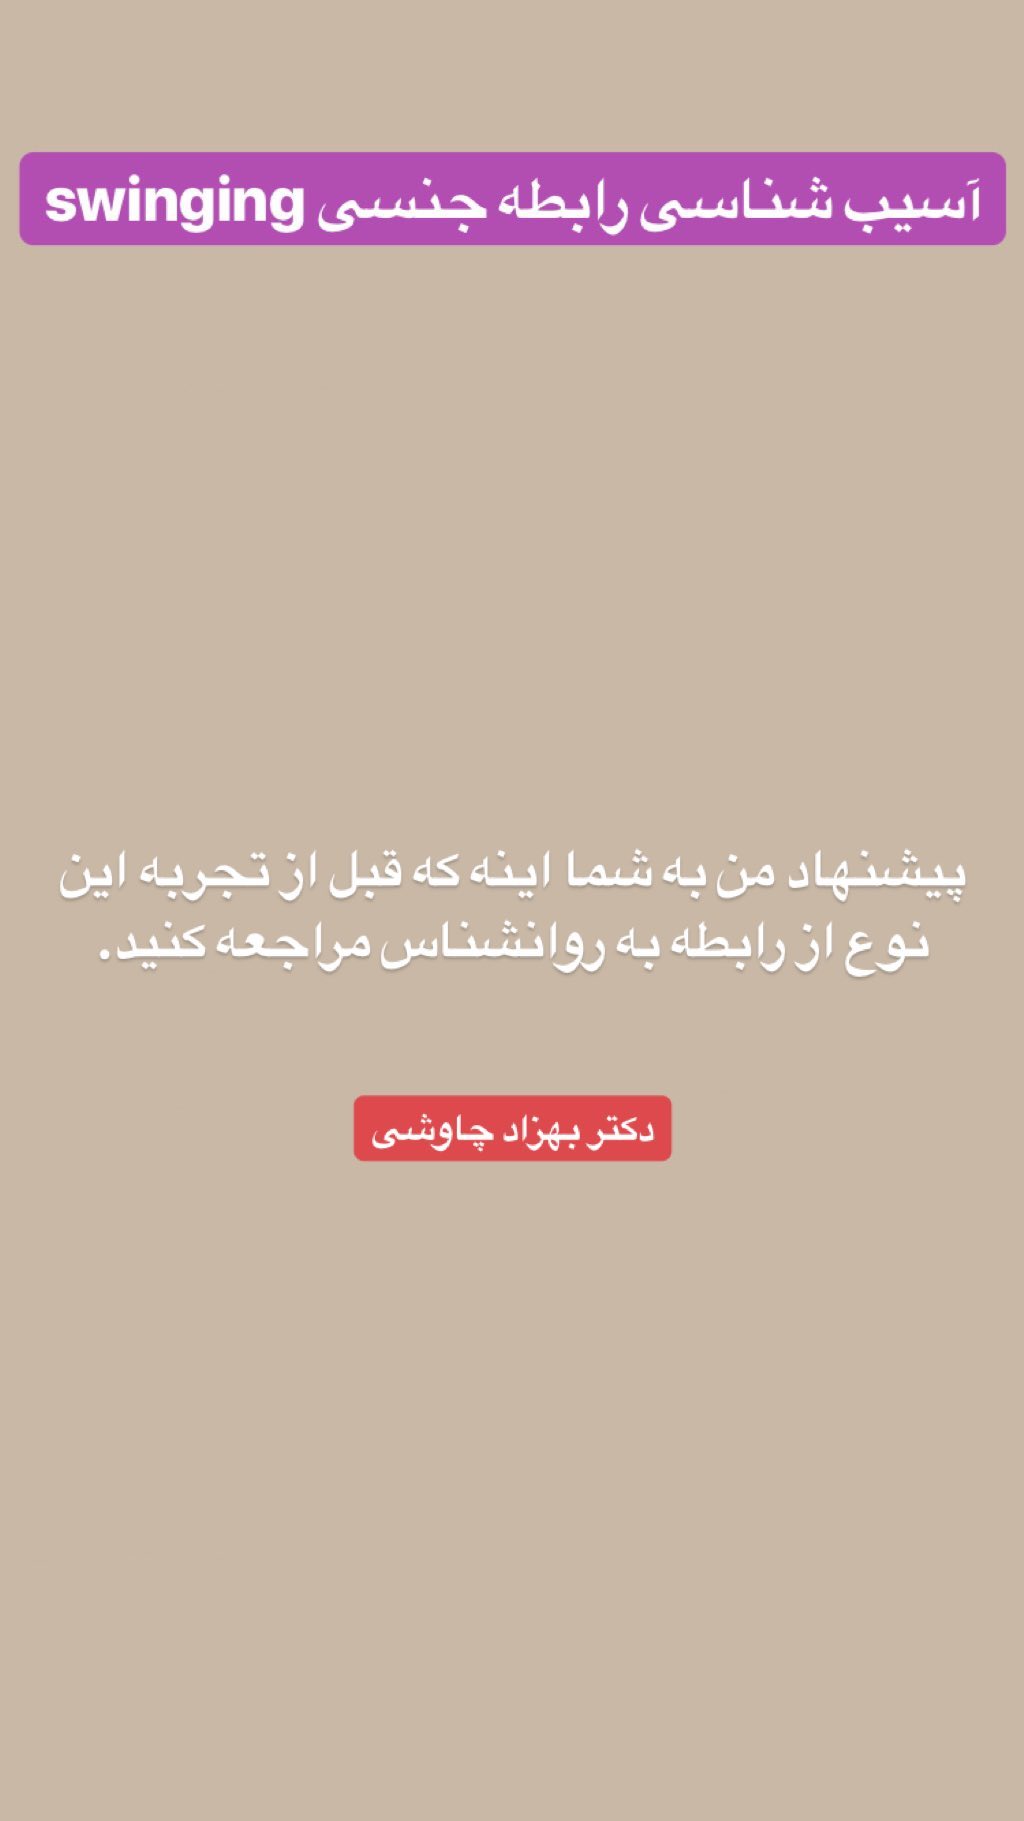 آسیب شناسی رابطه جنسی swinging
پیشنهاد من به شما اینه که قبل از تجربه این
نوع از رابطه به روانشناس مراجعه کنید.
دکتر بهزاد چاوشی